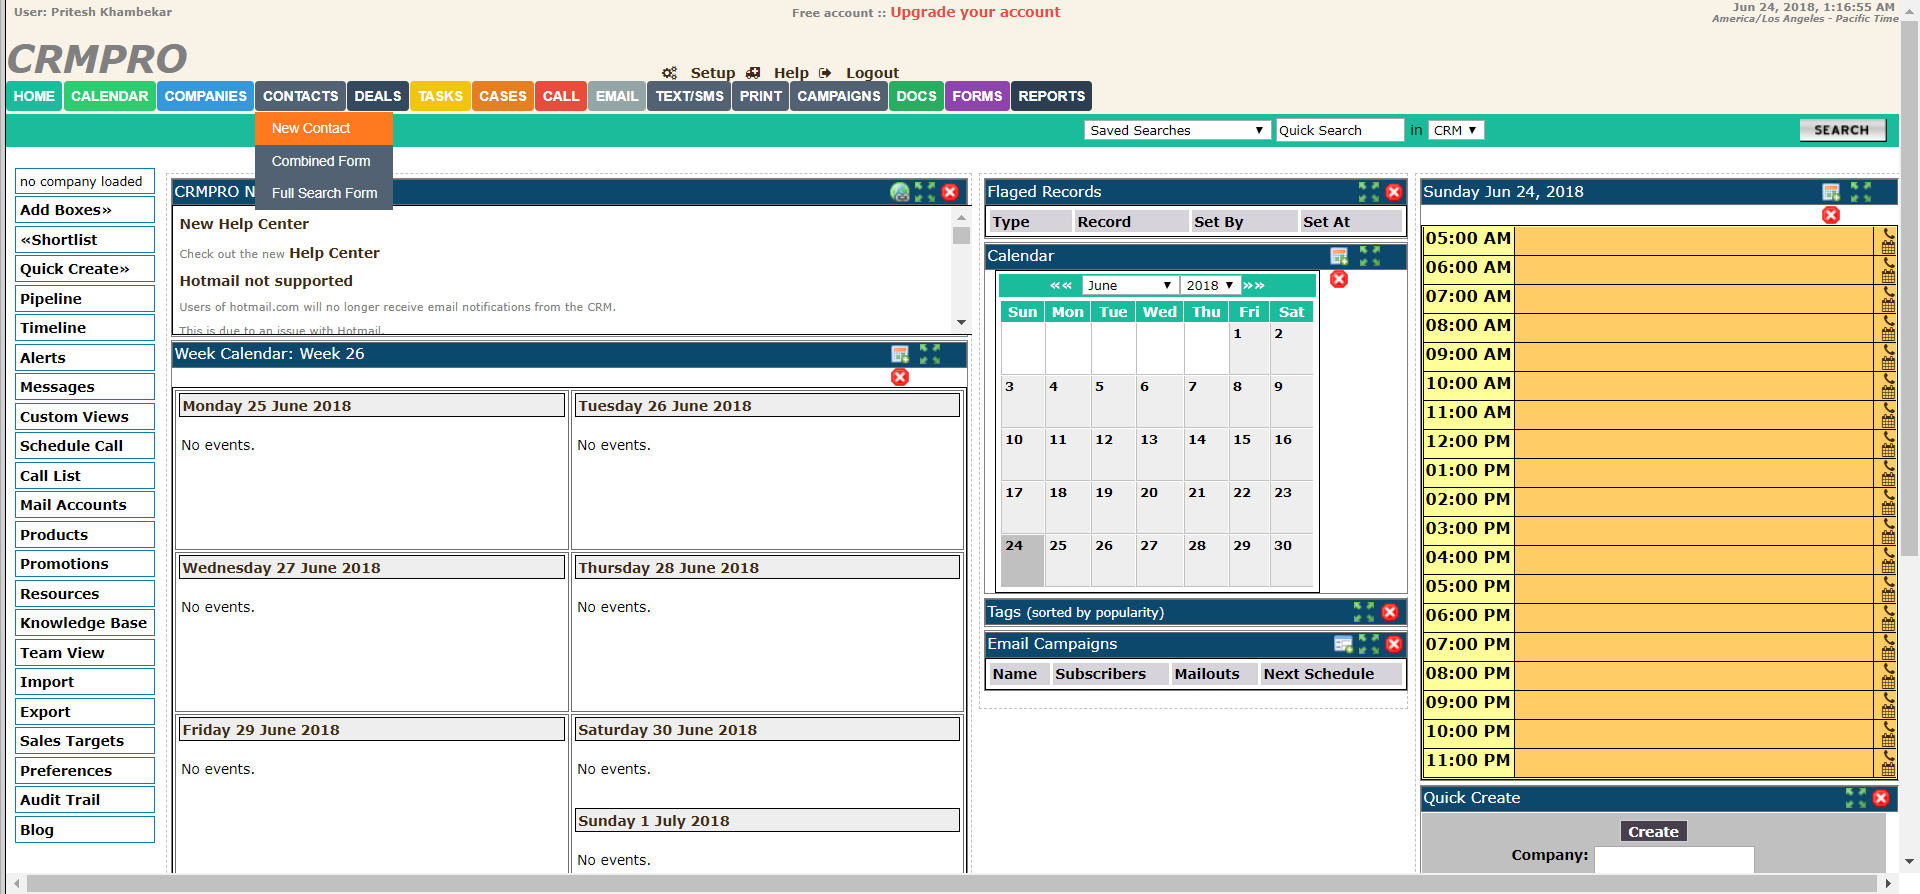 User: Pritesh Khambekar
Free account :: Upgrade your account
Jun 24, 2018, 1:16:55 AM
America/Los Angeles - Pacific Time
CRMPRO
Setup Help Logout
HOME CALENDAR COMPANIES CONTACTS DEALS TASKS CASES CALL EMAIL TEXT/SMS PRINT CAMPAIGNS DOCS FORMS REPORTS
New Contact
Combined Form
Full Search Form
Saved Searches Quick Search in CRM SEARCH
no company loaded
Add Boxes»
«Shortlist
Quick Create»
Pipeline
Timeline
Alerts
Messages
Custom Views
Schedule Call
Call List
Mail Accounts
Products
Promotions
Resources
Knowledge Base
Team View
Import
Export
Sales Targets
Preferences
Audit Trail
Blog
CRMPRO N
New Help Center
Check out the new Help Center
Hotmail not supported
Users of hotmail.com will no longer receive email notifications from the CRM.
This is due to an issue with Hotmail.
Week Calendar: Week 26
Monday 25 June 2018
No events.
Tuesday 26 June 2018
No events.
Wednesday 27 June 2018
No events.
Thursday 28 June 2018
No events.
Friday 29 June 2018
No events.
Saturday 30 June 2018
No events.
Sunday 1 July 2018
No events.
Flaged Records
Type Record Set By Set At
Calendar
«« June 2018 »»
Sun Mon Tue Wed Thu Fri Sat
1 2
3 4 5 6 7 8 9
10 11 12 13 14 15 16
17 18 19 20 21 22 23
24 25 26 27 28 29 30
Tags (sorted by popularity)
Email Campaigns
Name Subscribers Mailouts Next Schedule
Sunday Jun 24, 2018
05:00 AM
06:00 AM
07:00 AM
08:00 AM
09:00 AM
10:00 AM
11:00 AM
12:00 PM
01:00 PM
02:00 PM
03:00 PM
04:00 PM
05:00 PM
06:00 PM
07:00 PM
08:00 PM
09:00 PM
10:00 PM
11:00 PM
Quick Create
Create
Company: